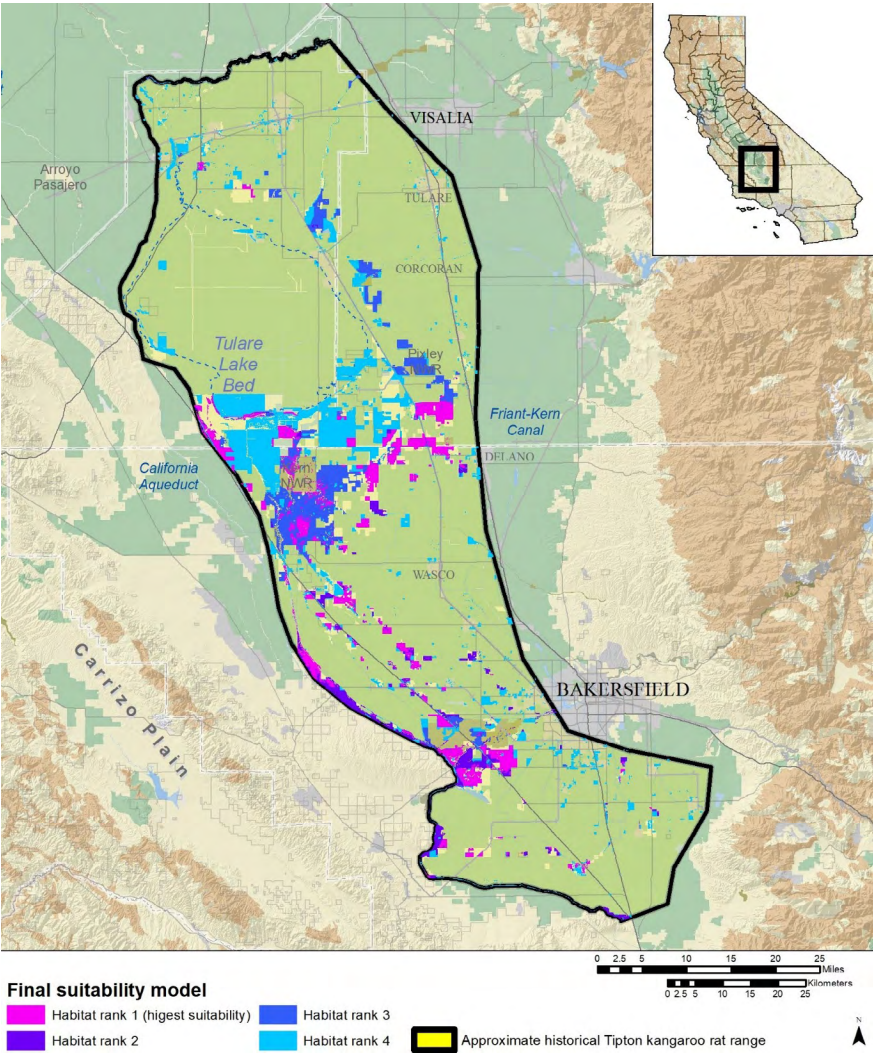 VISALIA
Arroyo
Pasajero
TULARE
CORCORAN
Tulare
Lake
Bed
Pixley
NWR
Friant-Kern
Canal
DELANO
California
Aqueduct
Kern
NWR
WASCO
Carrizo Plain
BAKERSFIELD
0 2.5 5 10 15 20 25
Miles
Kilometers
0 2.5 5 10 15 20 25
Final suitability model
Habitat rank 1 (higest suitability)
Habitat rank 3
Habitat rank 2
Habitat rank 4
Approximate historical Tipton kangaroo rat range
N